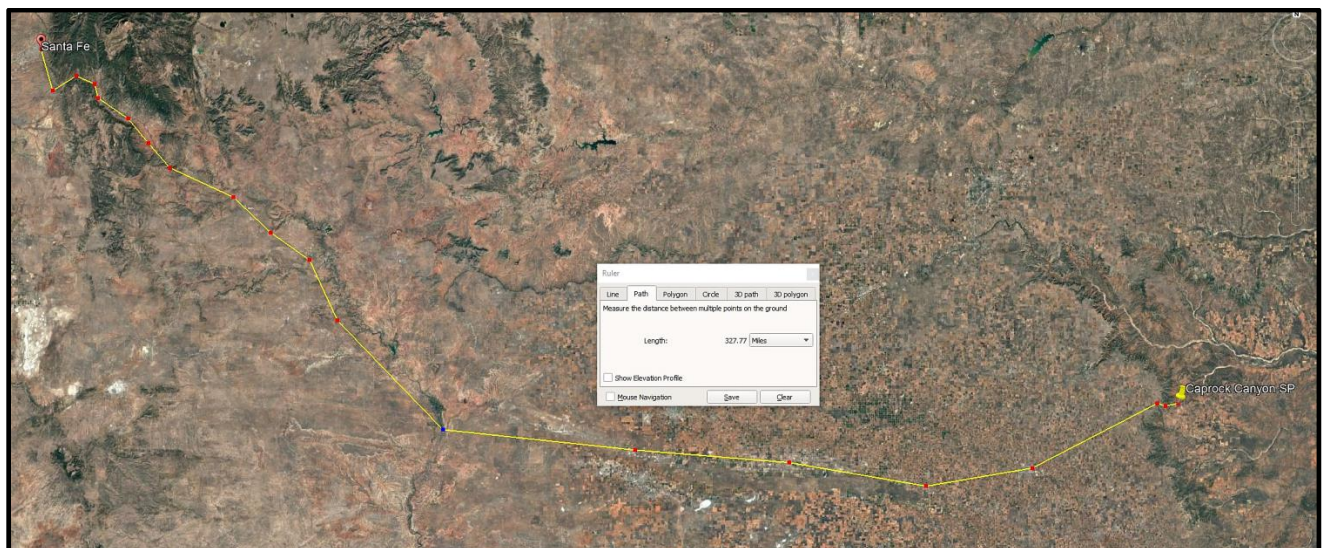 N
Santa Fe
Ruler
Line Path Polygon Circle 3D path 3D polygon
Measure the distance between multiple points on the ground
Length: 327.77 Miles
Show Elevation Profile
Mouse Navigation Save Clear
Caprock Canyon SP